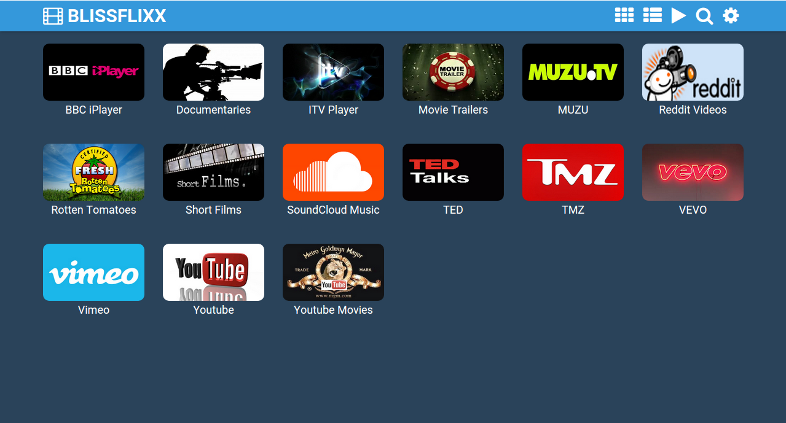 BLISSFLIXX
BBC iPlayer
BBC iPlayer
Documentaries
itv
ITV Player
MOVIE
TRAILER
Movie Trailers
MUZU.TV
MUZU
reddit
Reddit Videos
CERTIFIED
FRESH
Rotten
Tomatoes
Rotten Tomatoes
Short Films.
Short Films
SoundCloud Music
TED
Talks
TED
TMZ
TMZ
vevo
VEVO
vimeo
Vimeo
YouTube
Youtube
Metro Goldwyn Mayer
TRADE MARK
YouTube
Youtube Movies